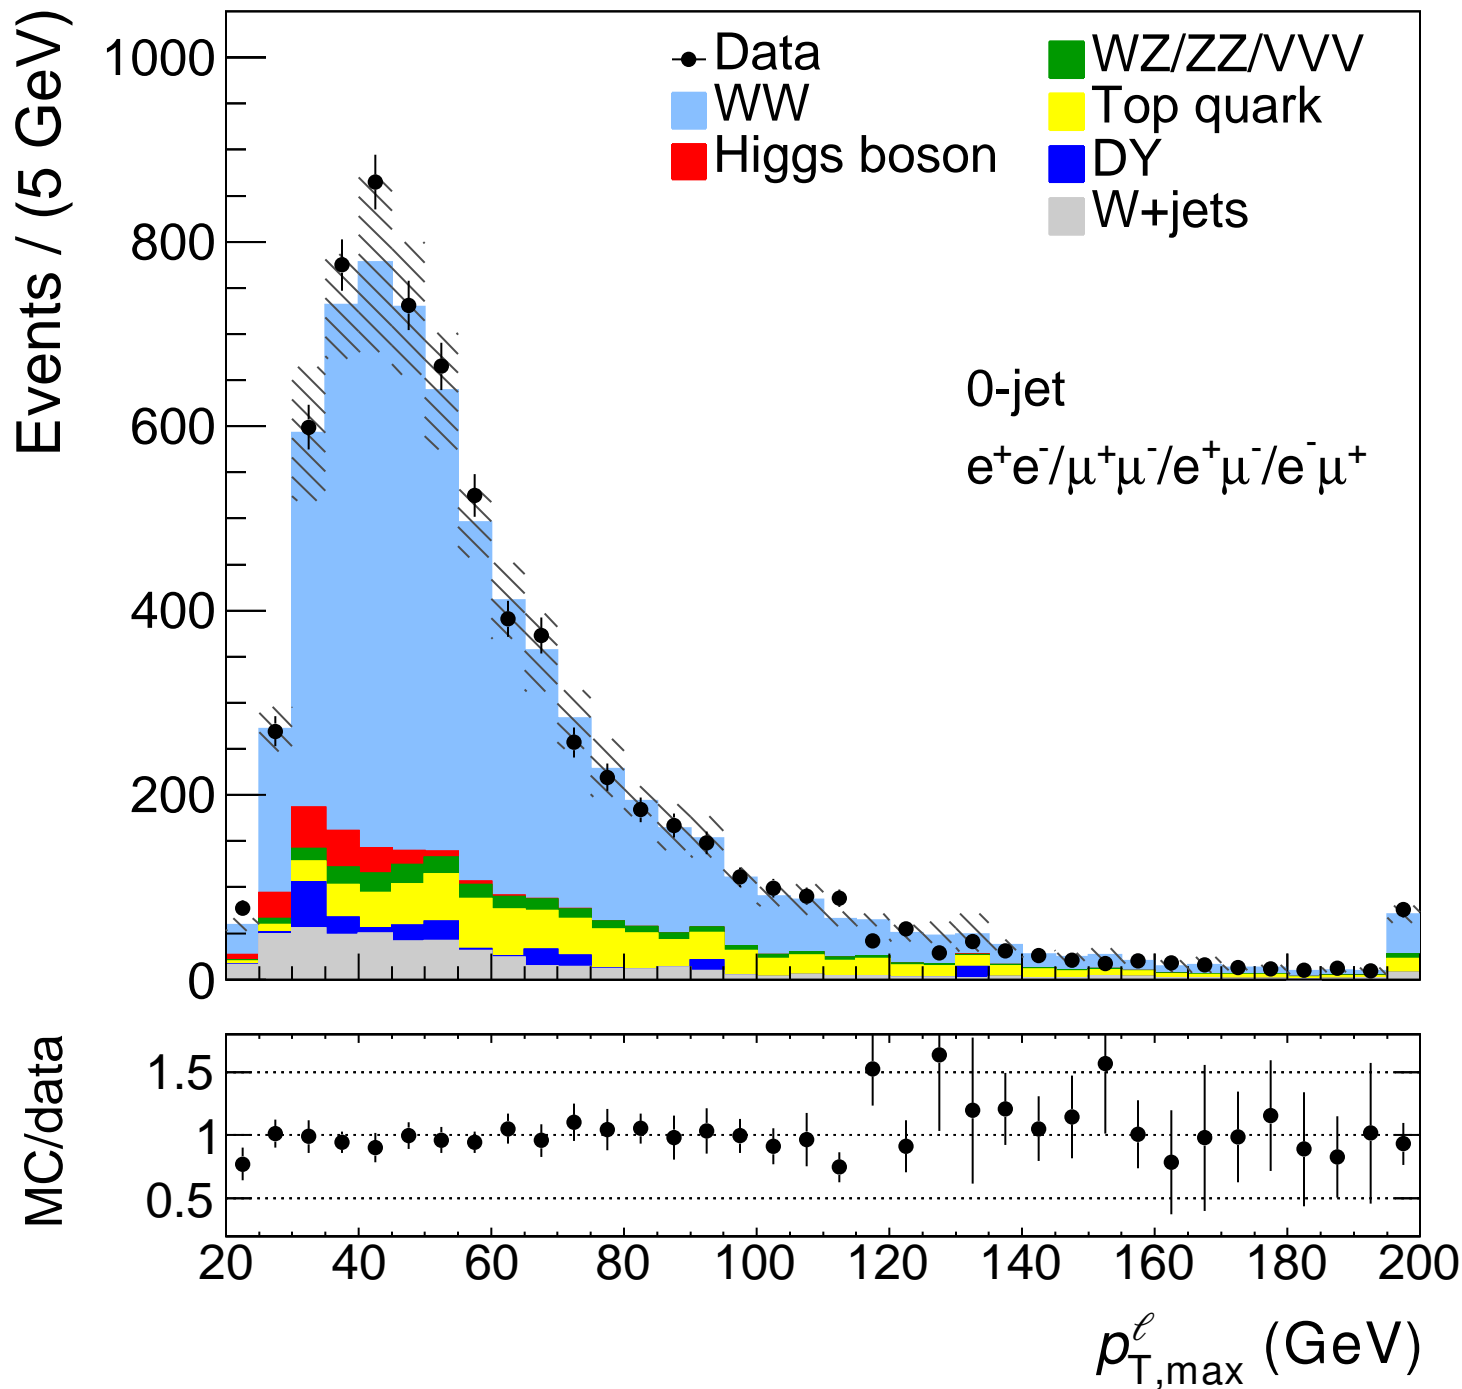 Events / (5 GeV)
1000
800
600
400
200
0
Data
WW
Higgs boson
WZ/ZZ/VVV
Top quark
DY
W+jets
0-jet
e⁺e⁻/μ⁺μ⁻/e⁺μ⁻/e⁻μ⁺
MC/data
1.5
1
0.5
20 40 60 80 100 120 140 160 180 200
p^ℓ_T,max (GeV)